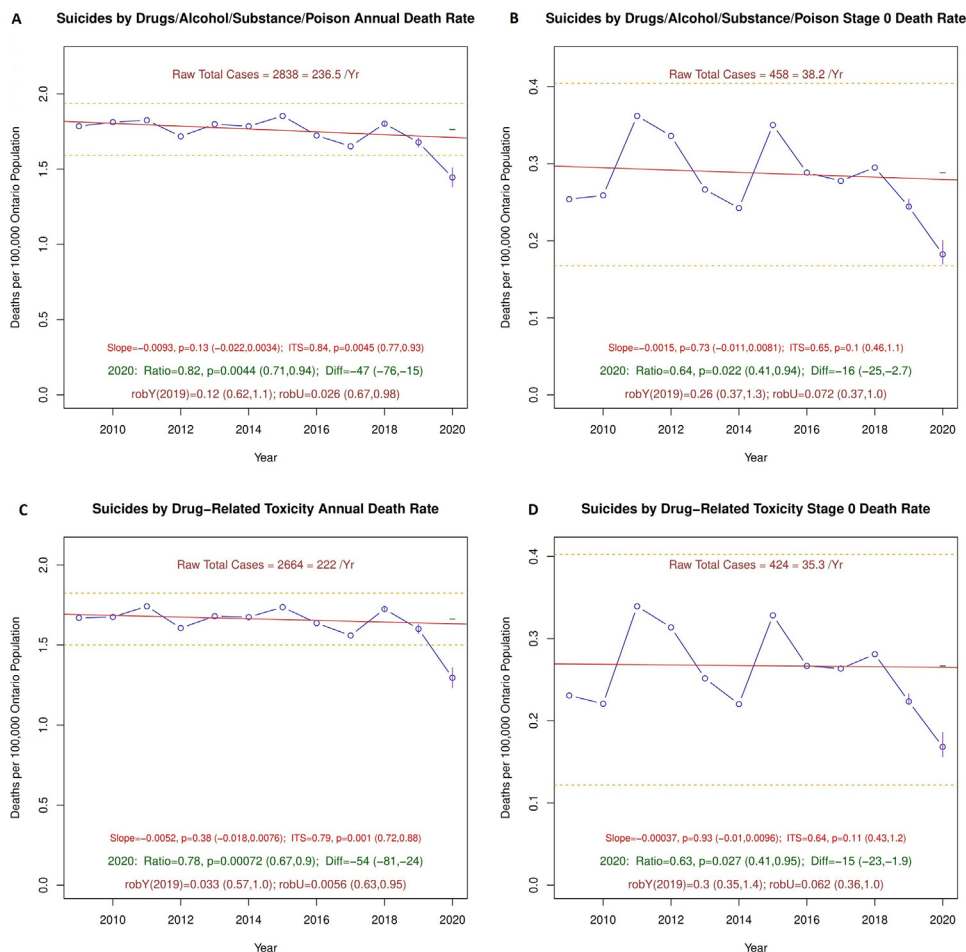 A
Suicides by Drugs/Alcohol/Substance/Poison Annual Death Rate
Raw Total Cases = 2838 = 236.5 /Yr
Deaths per 100,000 Ontario Population
2.0
1.5
1.0
0.5
0.0
Slope=−0.0093, p=0.13 (−0.022,0.0034); ITS=0.84, p=0.0045 (0.77,0.93)
2020: Ratio=0.82, p=0.0044 (0.71,0.94); Diff=−47 (−76,−15)
robY(2019)=0.12 (0.62,1.1); robU=0.026 (0.67,0.98)
2010 2012 2014 2016 2018 2020
Year
B
Suicides by Drugs/Alcohol/Substance/Poison Stage 0 Death Rate
Raw Total Cases = 458 = 38.2 /Yr
Deaths per 100,000 Ontario Population
0.4
0.3
0.2
0.1
0.0
Slope=−0.0015, p=0.73 (−0.011,0.0081); ITS=0.65, p=0.1 (0.46,1.1)
2020: Ratio=0.64, p=0.022 (0.41,0.94); Diff=−16 (−25,−2.7)
robY(2019)=0.26 (0.37,1.3); robU=0.072 (0.37,1.0)
2010 2012 2014 2016 2018 2020
Year
C
Suicides by Drug−Related Toxicity Annual Death Rate
Raw Total Cases = 2664 = 222 /Yr
Deaths per 100,000 Ontario Population
2.0
1.5
1.0
0.5
0.0
Slope=−0.0052, p=0.38 (−0.018,0.0076); ITS=0.79, p=0.001 (0.72,0.88)
2020: Ratio=0.78, p=0.00072 (0.67,0.9); Diff=−54 (−81,−24)
robY(2019)=0.033 (0.57,1.0); robU=0.0056 (0.63,0.95)
2010 2012 2014 2016 2018 2020
Year
D
Suicides by Drug−Related Toxicity Stage 0 Death Rate
Raw Total Cases = 424 = 35.3 /Yr
Deaths per 100,000 Ontario Population
0.4
0.3
0.2
0.1
0.0
Slope=−0.00037, p=0.93 (−0.01,0.0096); ITS=0.64, p=0.11 (0.43,1.2)
2020: Ratio=0.63, p=0.027 (0.41,0.95); Diff=−15 (−23,−1.9)
robY(2019)=0.3 (0.35,1.4); robU=0.062 (0.36,1.0)
2010 2012 2014 2016 2018 2020
Year